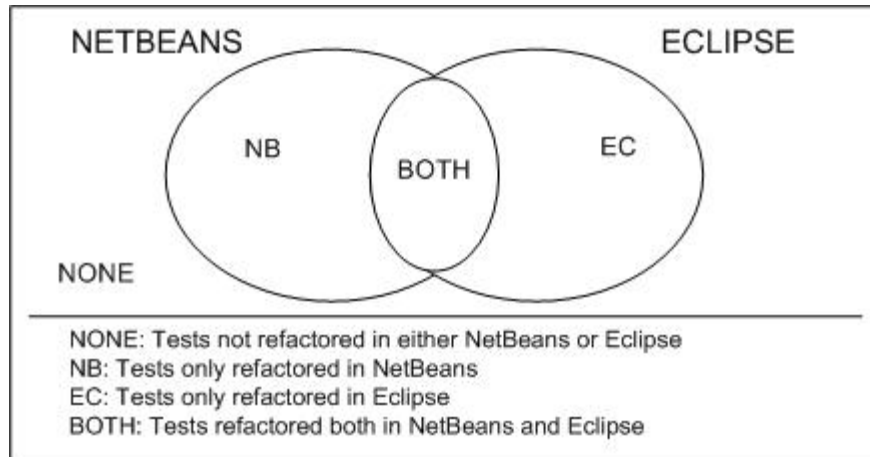 NETBEANS
ECLIPSE
NB
BOTH
EC
NONE
NONE: Tests not refactored in either NetBeans or Eclipse
NB: Tests only refactored in NetBeans
EC: Tests only refactored in Eclipse
BOTH: Tests refactored both in NetBeans and Eclipse